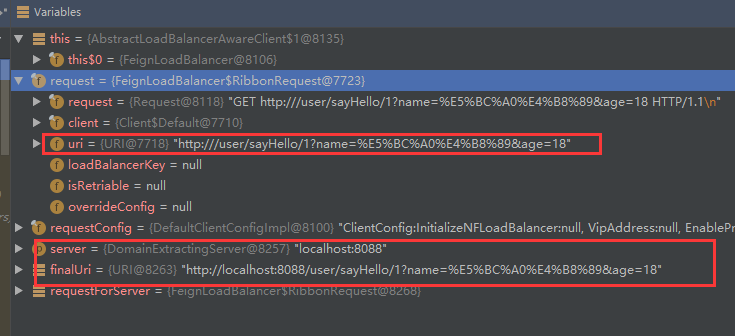 Variables
this = {AbstractLoadBalancerAwareClient$1@8135}
this$0 = {FeignLoadBalancer@8106}
request = {FeignLoadBalancer$RibbonRequest@7723}
request = {Request@8118} "GET http:///user/sayHello/1?name=%E5%BC%A0%E4%B8%89&age=18 HTTP/1.1\n"
client = {Client$Default@7710}
uri = {URI@7718} "http:///user/sayHello/1?name=%E5%BC%A0%E4%B8%89&age=18"
loadBalancerKey = null
isRetriable = null
overrideConfig = null
requestConfig = {DefaultClientConfigImpl@8100} "ClientConfig:InitializeNFLoadBalancer:null, VipAddress:null, EnablePr
server = {DomainExtractingServer@8257} "localhost:8088"
finalUri = {URI@8263} "http://localhost:8088/user/sayHello/1?name=%E5%BC%A0%E4%B8%89&age=18"
requestForServer = {FeignLoadBalancer$RibbonRequest@8268}